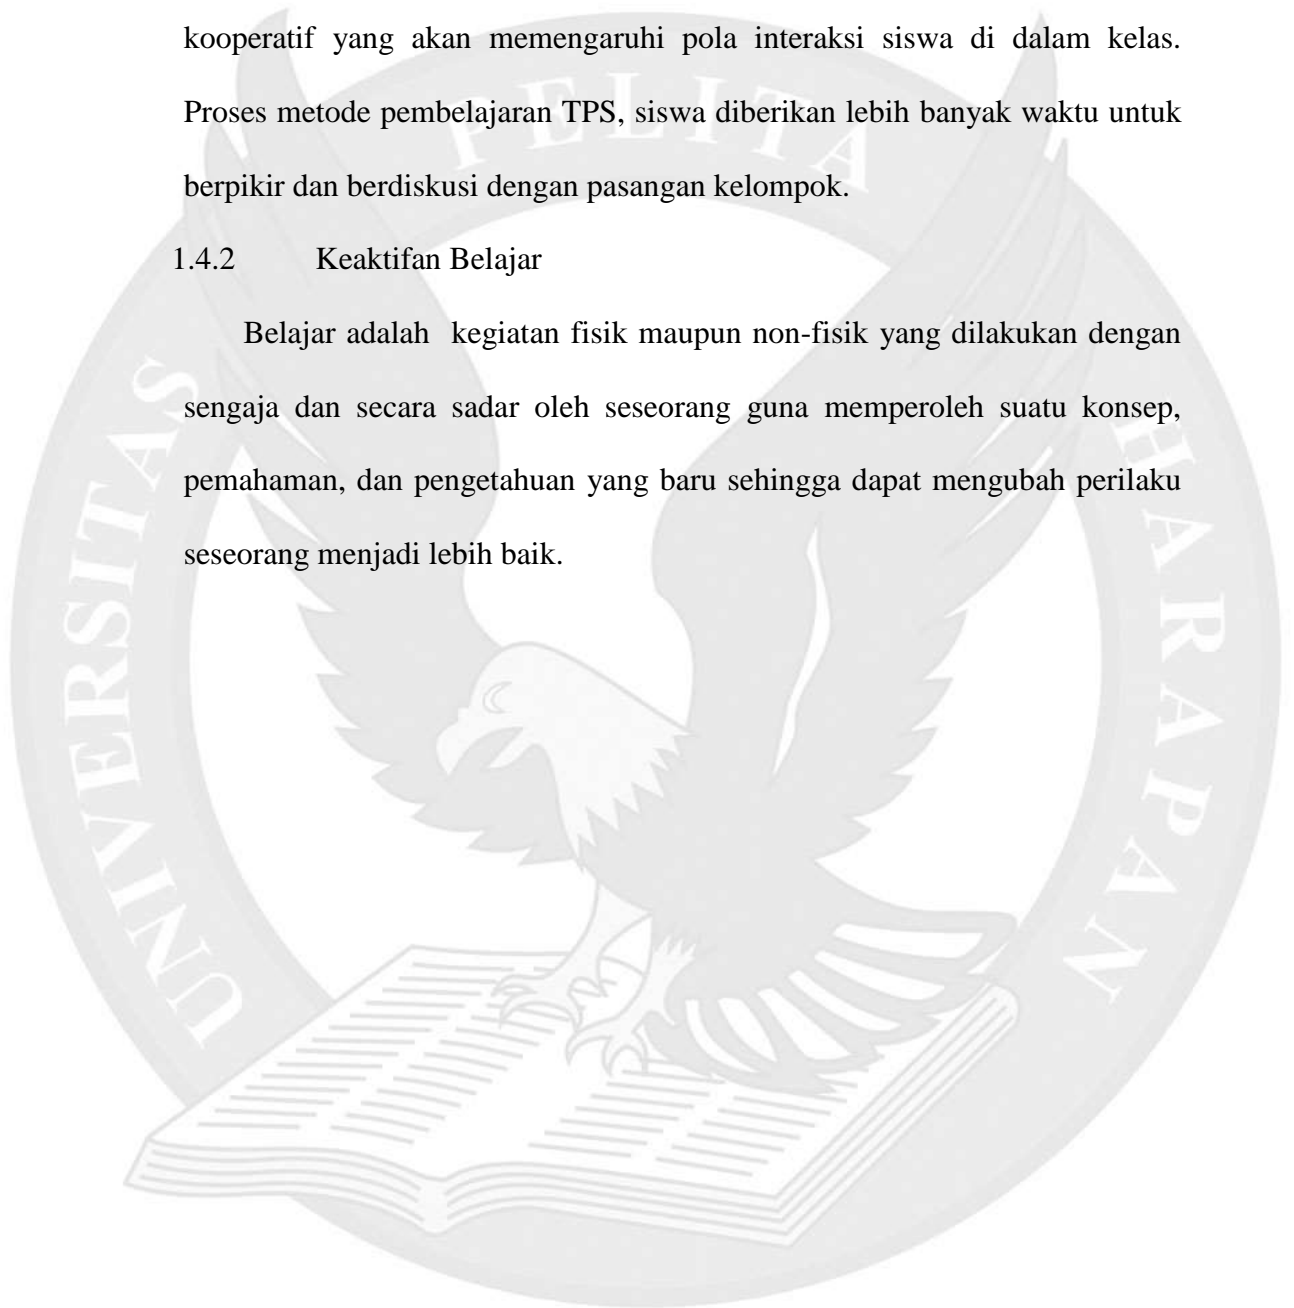 kooperatif yang akan memengaruhi pola interaksi siswa di dalam kelas.
Proses metode pembelajaran TPS, siswa diberikan lebih banyak waktu untuk
berpikir dan berdiskusi dengan pasangan kelompok.
1.4.2 Keaktifan Belajar
Belajar adalah kegiatan fisik maupun non-fisik yang dilakukan dengan
sengaja dan secara sadar oleh seseorang guna memperoleh suatu konsep,
pemahaman, dan pengetahuan yang baru sehingga dapat mengubah perilaku
seseorang menjadi lebih baik.
UNIVERSITAS PELITA HARAPAN